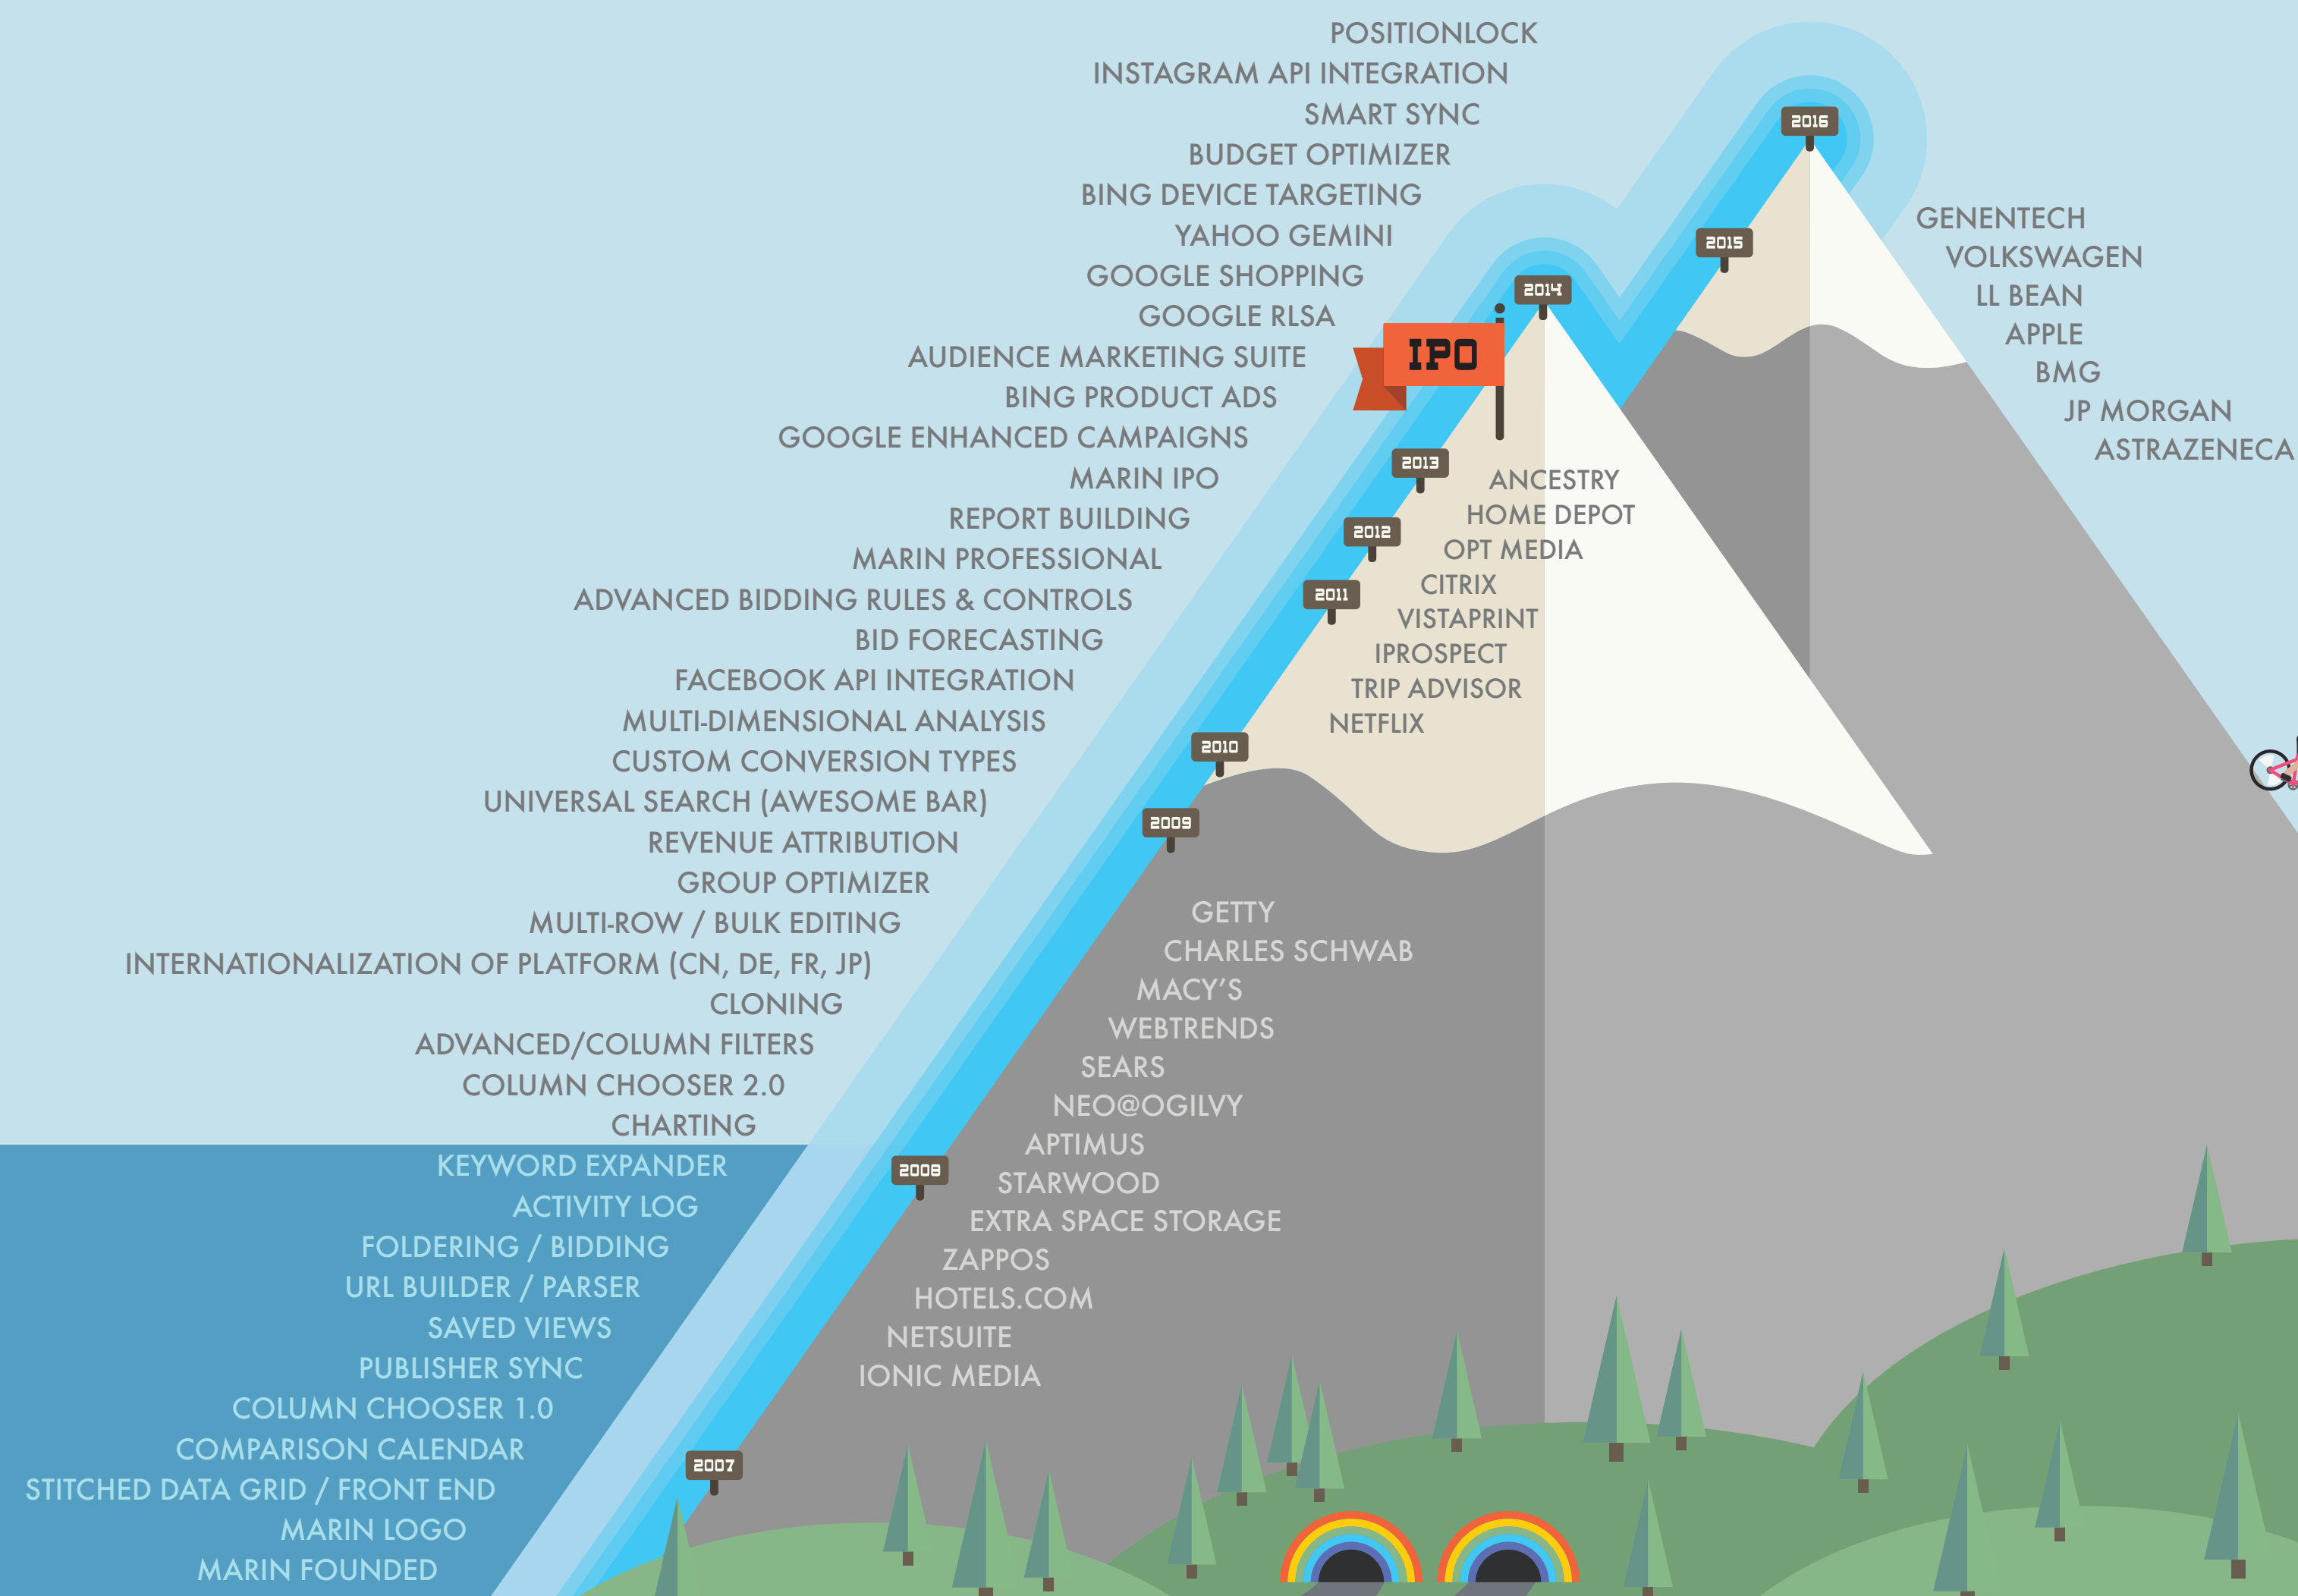 POSITIONLOCK
INSTAGRAM API INTEGRATION
SMART SYNC
BUDGET OPTIMIZER
BING DEVICE TARGETING
YAHOO GEMINI
GOOGLE SHOPPING
GOOGLE RLSA
AUDIENCE MARKETING SUITE
BING PRODUCT ADS
GOOGLE ENHANCED CAMPAIGNS
MARIN IPO
REPORT BUILDING
MARIN PROFESSIONAL
ADVANCED BIDDING RULES & CONTROLS
BID FORECASTING
FACEBOOK API INTEGRATION
MULTI-DIMENSIONAL ANALYSIS
CUSTOM CONVERSION TYPES
UNIVERSAL SEARCH (AWESOME BAR)
REVENUE ATTRIBUTION
GROUP OPTIMIZER
MULTI-ROW / BULK EDITING
INTERNATIONALIZATION OF PLATFORM (CN, DE, FR, JP)
CLONING
ADVANCED/COLUMN FILTERS
COLUMN CHOOSER 2.0
CHARTING
KEYWORD EXPANDER
ACTIVITY LOG
FOLDERING / BIDDING
URL BUILDER / PARSER
SAVED VIEWS
PUBLISHER SYNC
COLUMN CHOOSER 1.0
COMPARISON CALENDAR
STITCHED DATA GRID / FRONT END
MARIN LOGO
MARIN FOUNDED
2016
2015
2014
IPO
2013
2012
2011
2010
2009
2008
2007
GENENTECH
VOLKSWAGEN
LL BEAN
APPLE
BMG
JP MORGAN
ASTRAZENECA
ANCESTRY
HOME DEPOT
OPT MEDIA
CITRIX
VISTAPRINT
IPROSPECT
TRIP ADVISOR
NETFLIX
GETTY
CHARLES SCHWAB
MACY'S
WEBTRENDS
SEARS
NEO@OGILVY
APTIMUS
STARWOOD
EXTRA SPACE STORAGE
ZAPPOS
HOTELS.COM
NETSUITE
IONIC MEDIA